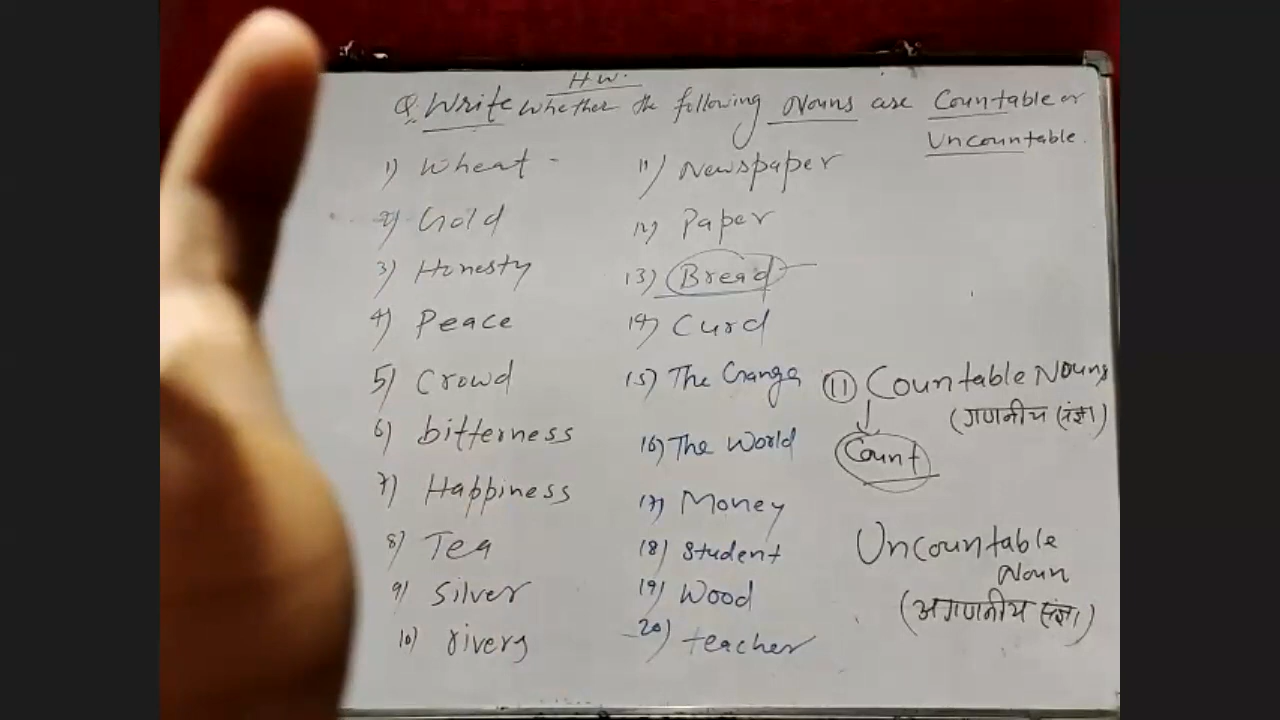 H.W.
Q. Write whether the following Nouns are Countable or
Uncountable.
1) Wheat -
2) Gold
3) Honesty
4) Peace
5) Crowd
6) bitterness
7) Happiness
8) Tea
9) Silver
10) rivers
11) Newspaper
12) Paper
13) Bread
14) Curd
15) The Ganga
16) The World
17) Money
18) Student
19) Wood
20) teacher
(11) Countable Nouns
(गणनीय संज्ञा)
Count
Uncountable
Noun
(अगणनीय संज्ञा)